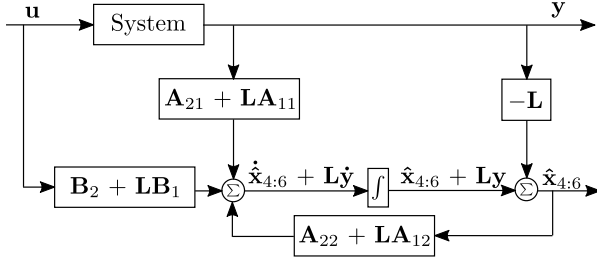 u
y
System
A₂₁ + LA₁₁
−L
B₂ + LB₁
Σ
ẋ̂₄:₆ + Lẏ
∫
x̂₄:₆ + Ly
Σ
x̂₄:₆
A₂₂ + LA₁₂